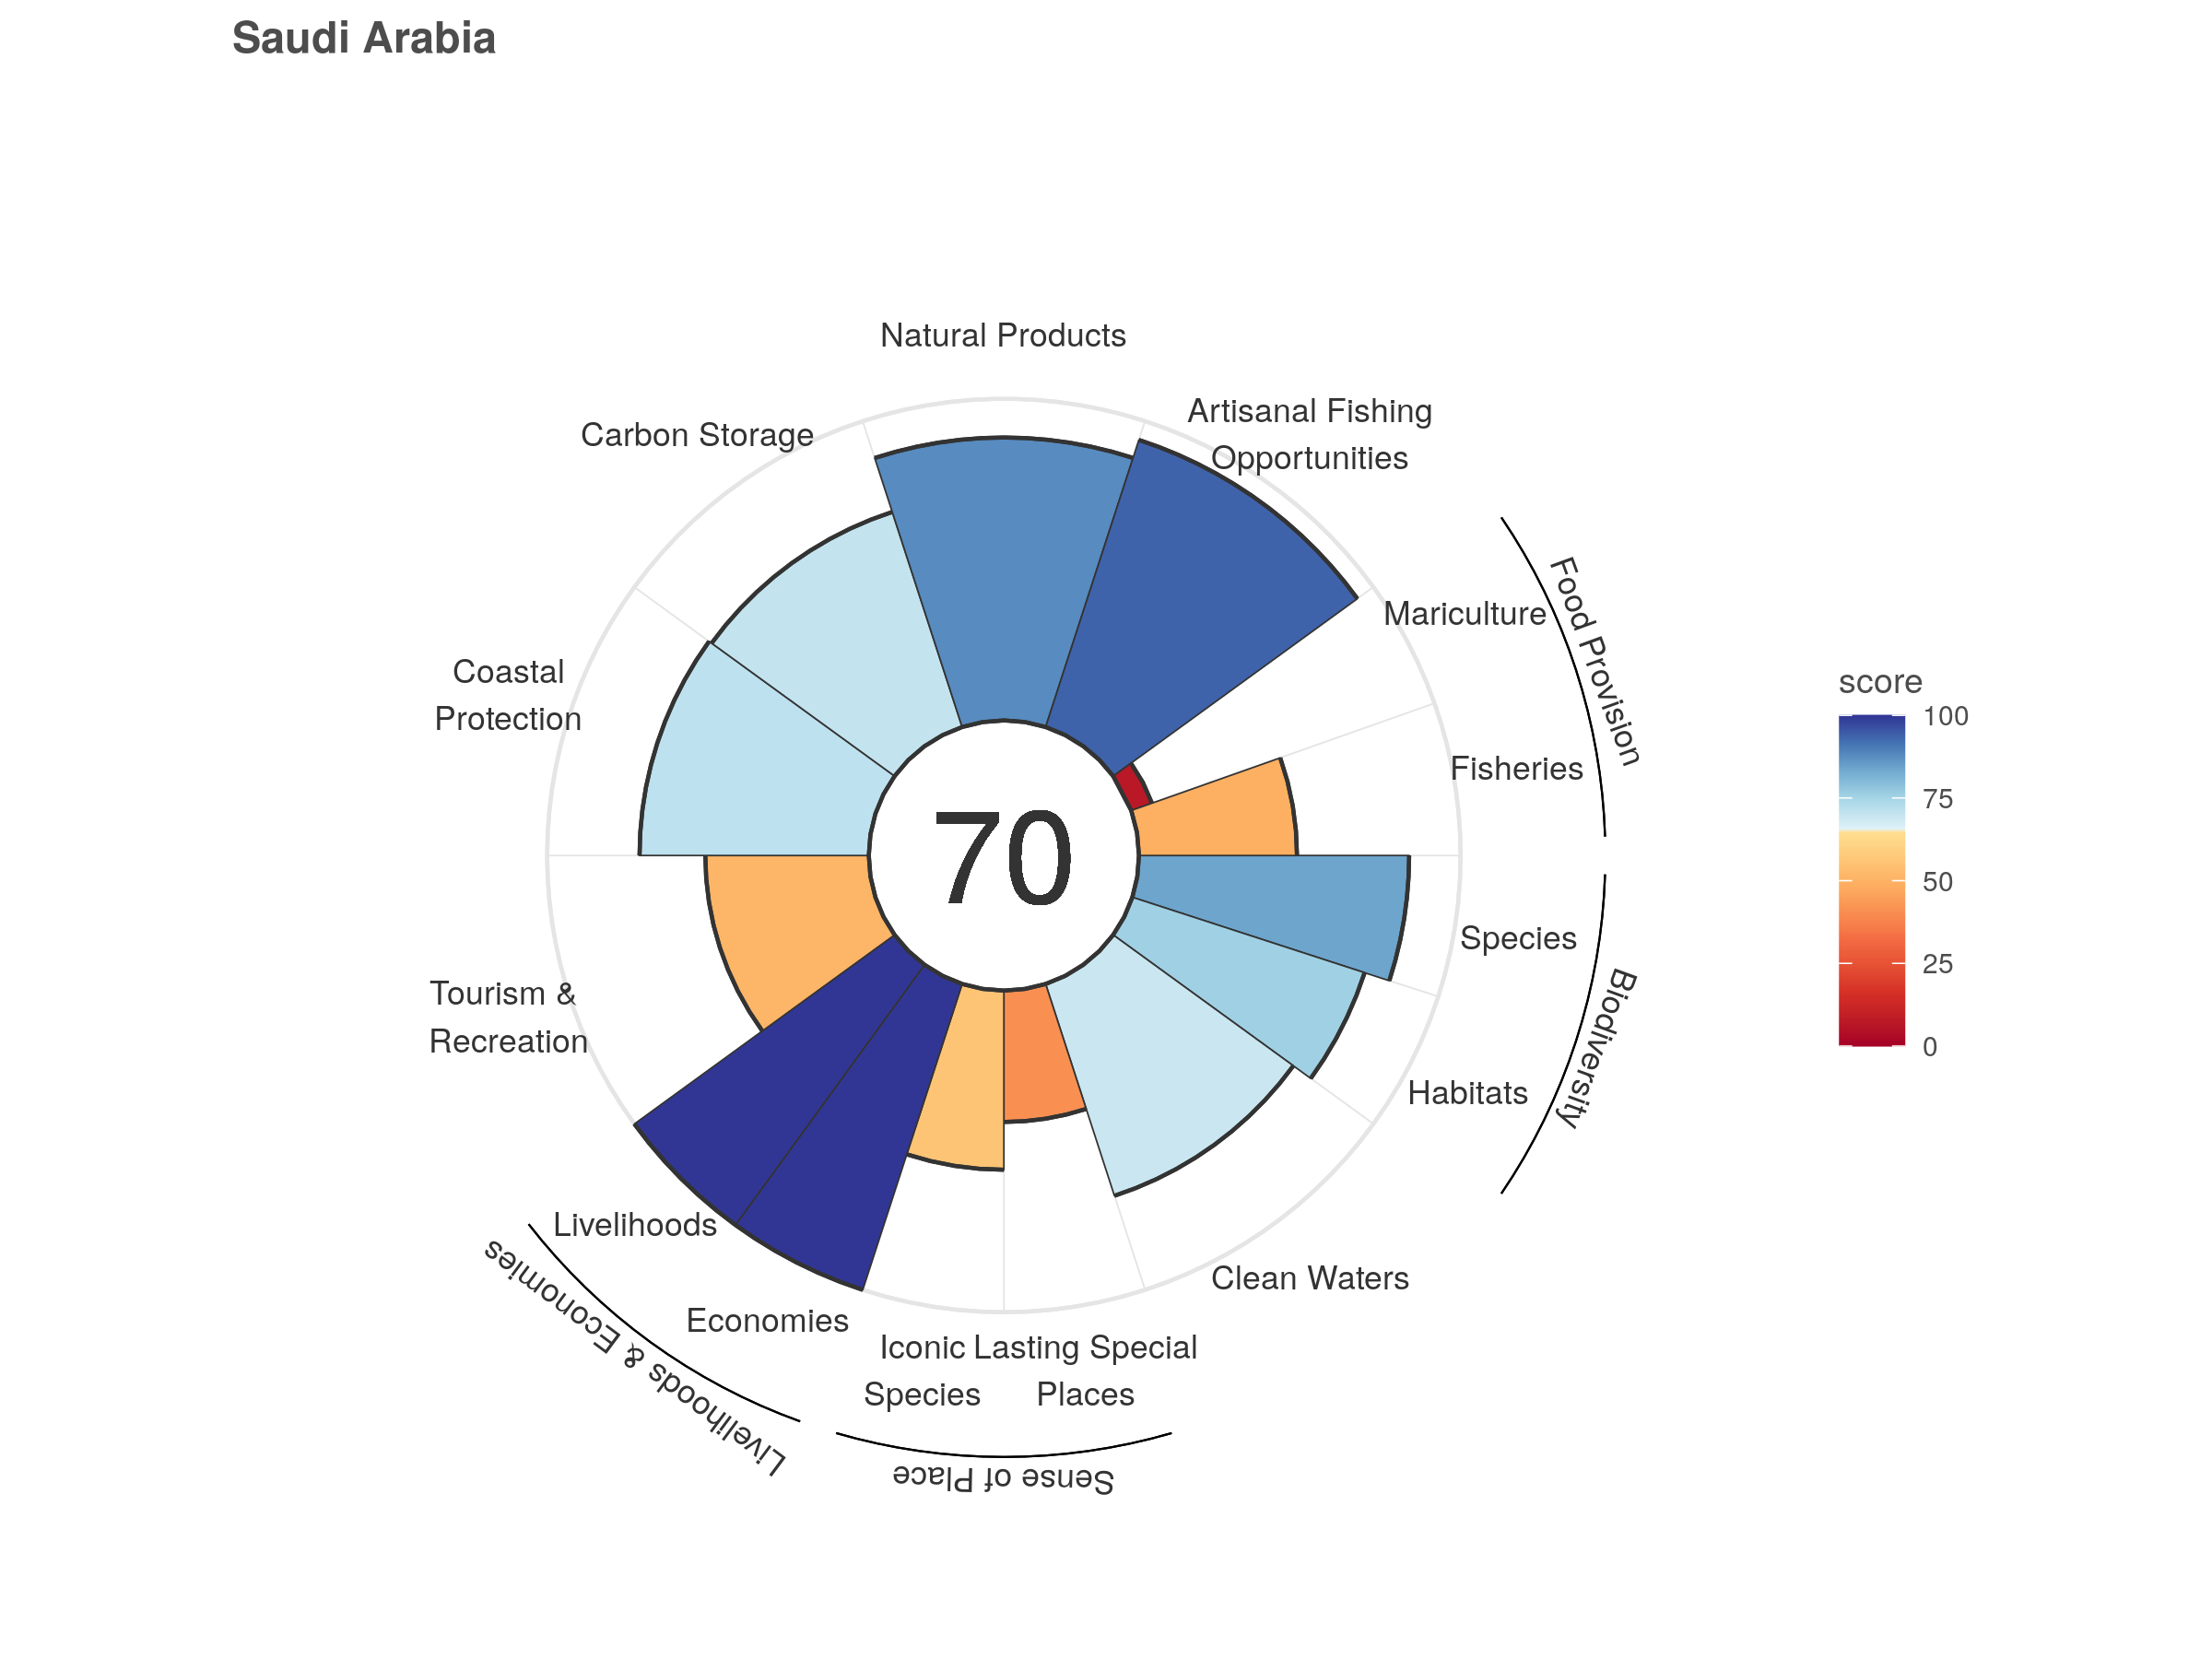 Saudi Arabia
Natural Products
Artisanal Fishing
Opportunities
Carbon Storage
Mariculture
Food Provision
Coastal
Protection
Fisheries
70
Species
Biodiversity
Tourism &
Recreation
Habitats
Livelihoods
Clean Waters
Economies
Livelihoods & Economies
Iconic
Species
Lasting Special
Places
Sense of Place
score
100
75
50
25
0